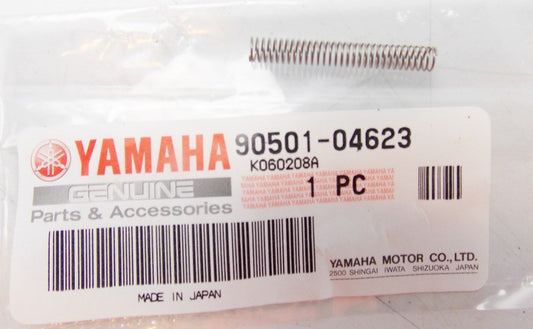 YAMAHA 90501-04623
K060208A
GENUINE
1 PC
Parts & Accessories
YAMAHA MOTOR CO.,LTD.
2500 SHINGAI IWATA SHIZUOKA JAPAN
MADE IN JAPAN